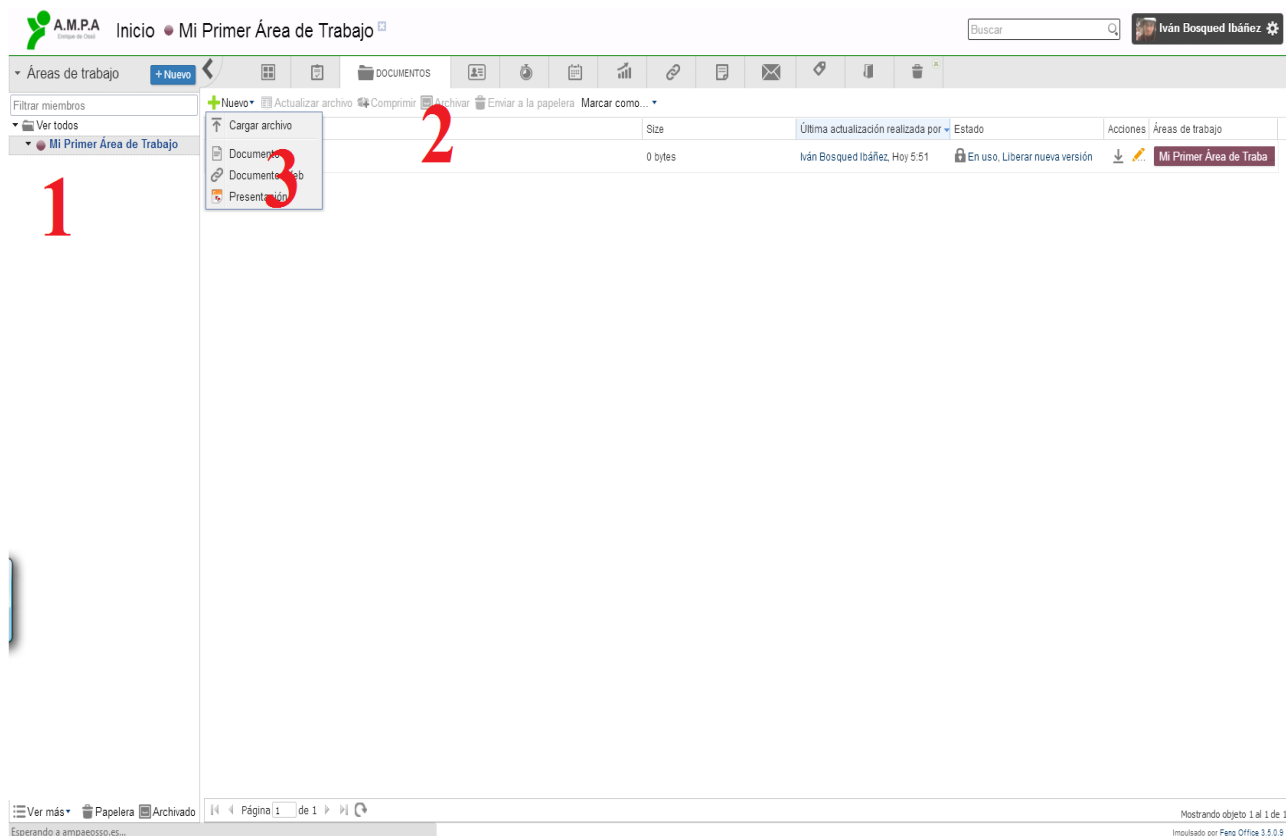 A.M.P.A
Enrique de Ossó
Inicio Mi Primer Área de Trabajo
Buscar
Iván Bosqued Ibáñez
Áreas de trabajo
+ Nuevo
DOCUMENTOS
Filtrar miembros
Nuevo Actualizar archivo Comprimir Archivar Enviar a la papelera Marcar como...
Ver todos
Mi Primer Área de Trabajo
Cargar archivo
Documento
Documento Web
Presentación
1
2
3
Size
Última actualización realizada por
Estado
Acciones
Áreas de trabajo
0 bytes
Iván Bosqued Ibáñez, Hoy 5:51
En uso, Liberar nueva versión
Mi Primer Área de Traba
Ver más Papelera Archivado
Página 1 de 1
Mostrando objeto 1 al 1 de 1
Esperando a ampaeosso.es...
Impulsado por Feng Office 3.5.0.9